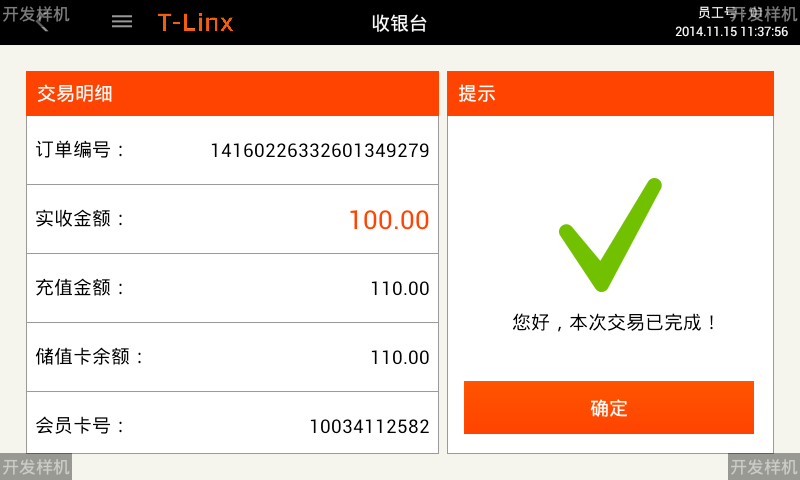 开发样机
T-Linx
收银台
员工号
开发样机
2014.11.15 11:37:56
交易明细
订单编号： 14160226332601349279
实收金额： 100.00
充值金额： 110.00
储值卡余额： 110.00
会员卡号： 10034112582
提示
您好，本次交易已完成！
确定
开发样机
开发样机